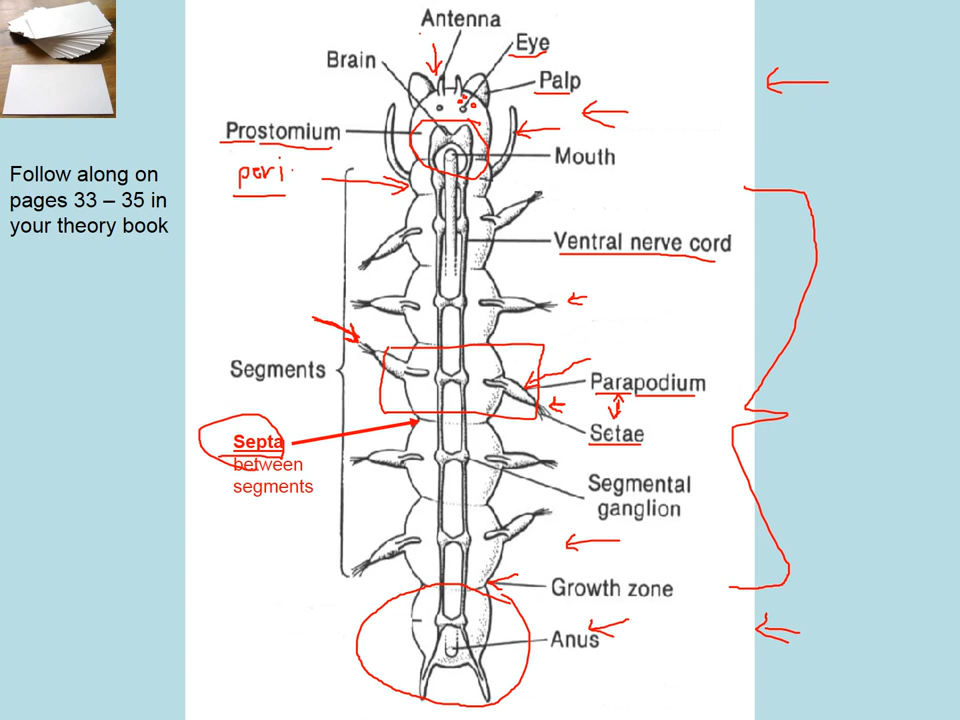 Antenna
Eye
Brain
Palp
Prostomium
Mouth
peri
Follow along on
pages 33 – 35 in
your theory book
Ventral nerve cord
Segments
Parapodium
Setae
Septa
between
segments
Segmental
ganglion
Growth zone
Anus